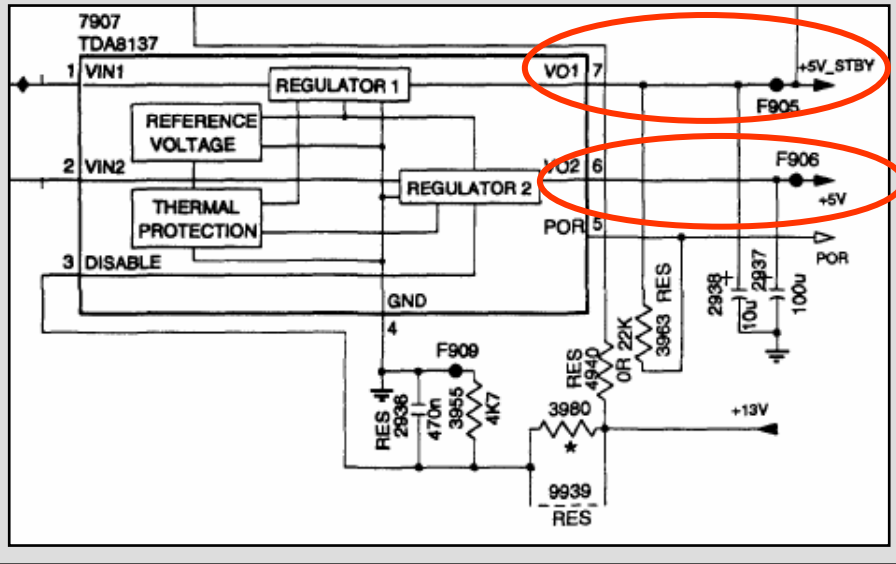 7907
TDA8137
1
VIN1
REGULATOR 1
VO1
7
+5V_STBY
F905
REFERENCE
VOLTAGE
2
VIN2
REGULATOR 2
VO2
6
F906
+5V
THERMAL
PROTECTION
POR
5
POR
3
DISABLE
GND
4
2938
10u
+
2937
100u
+
RES
3963
22K
RES
4940
0R
F909
RES
2936
470n
3955
4K7
3980
*
+13V
9939
RES